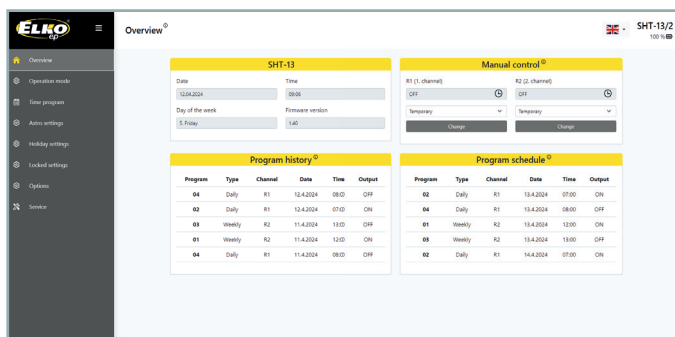 ELKO
ep
Overview
SHT-13/2
100 %
Overview
Operation mode
Time program
Astro settings
Holiday settings
Locked settings
Options
Service
SHT-13
Date
Time
12.04.2024
09:06
Day of the week
Firmware version
5. Friday
1.40
Manual control
R1 (1. channel)
R2 (2. channel)
OFF
OFF
Temporary
Temporary
Change
Change
Program history
Program Type Channel Date Time Output
04 Daily R1 12.4.2024 08:00 OFF
02 Daily R1 12.4.2024 07:00 ON
03 Weekly R2 11.4.2024 13:00 OFF
01 Weekly R2 11.4.2024 12:00 ON
04 Daily R1 11.4.2024 08:00 OFF
Program schedule
Program Type Channel Date Time Output
02 Daily R1 13.4.2024 07:00 ON
04 Daily R1 13.4.2024 08:00 OFF
01 Weekly R2 13.4.2024 12:00 ON
03 Weekly R2 13.4.2024 13:00 OFF
02 Daily R1 14.4.2024 07:00 ON